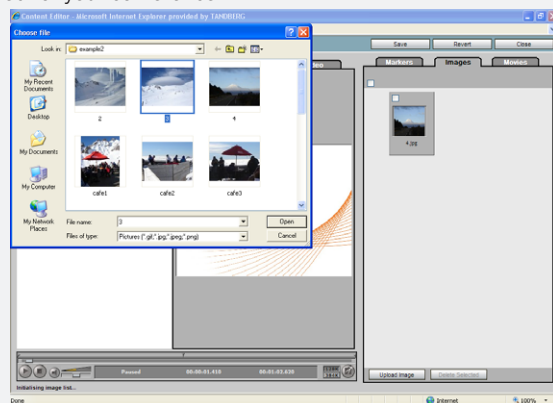 Content Editor - Microsoft Internet Explorer provided by TANDBERG
Choose file
Look in:
example2
My Recent Documents
Desktop
My Documents
My Computer
My Network Places
2
3
4
cafe1
cafe2
cafe3
File name:
3
Open
Files of type:
Pictures (*.gif;*.jpg;*.jpeg;*.png)
Cancel
Save
Revert
Close
Markers
Images
Movies
4.jpg
Paused
00:00:01.410
00:01:03.630
Upload Image
Delete Selected
Initialising image list...
Done
Internet
100%